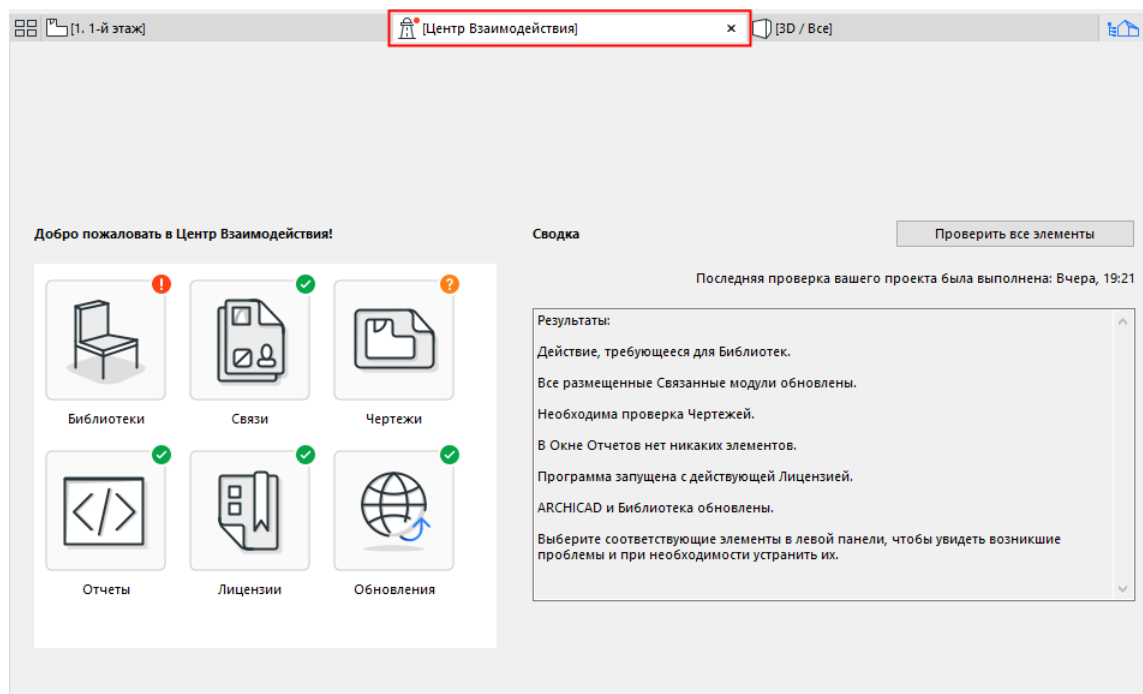 [1. 1-й этаж]
[Центр Взаимодействия]
[3D / Все]
Добро пожаловать в Центр Взаимодействия!
Библиотеки
Связи
Чертежи
Отчеты
Лицензии
Обновления
Сводка
Проверить все элементы
Последняя проверка вашего проекта была выполнена: Вчера, 19:21
Результаты:
Действие, требующееся для Библиотек.
Все размещенные Связанные модули обновлены.
Необходима проверка Чертежей.
В Окне Отчетов нет никаких элементов.
Программа запущена с действующей Лицензией.
ARCHICAD и Библиотека обновлены.
Выберите соответствующие элементы в левой панели, чтобы увидеть возникшие
проблемы и при необходимости устранить их.